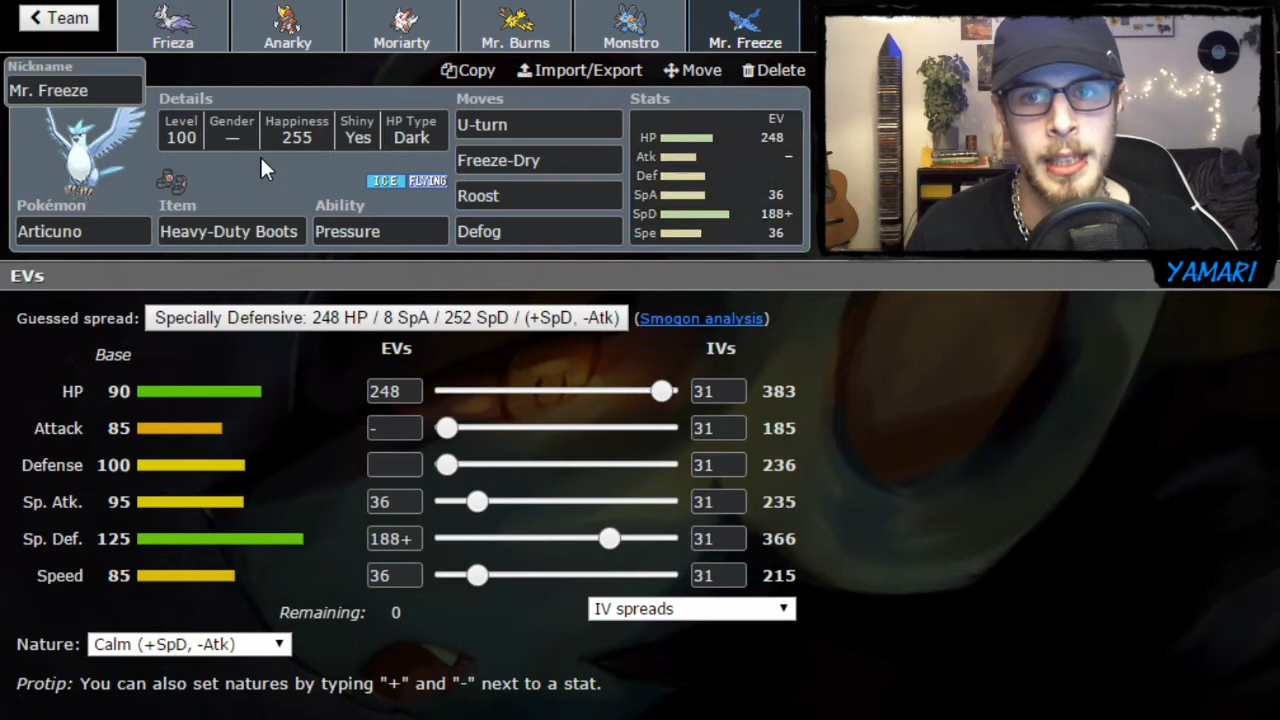 Team
Frieza
Anarky
Moriarty
Mr. Burns
Monstro
Mr. Freeze
Nickname
Mr. Freeze
Copy
Import/Export
Move
Delete
Details
Level
100
Gender
—
Happiness
255
Shiny
Yes
HP Type
Dark
ICE FLYING
Pokémon
Articuno
Item
Heavy-Duty Boots
Ability
Pressure
Moves
U-turn
Freeze-Dry
Roost
Defog
Stats
EV
HP 248
Atk –
Def
SpA 36
SpD 188+
Spe 36
YAMARI
EVs
Guessed spread: Specially Defensive: 248 HP / 8 SpA / 252 SpD / (+SpD, -Atk) (Smogon analysis)
Base EVs IVs
HP 90 248 31 383
Attack 85 - 31 185
Defense 100 31 236
Sp. Atk. 95 36 31 235
Sp. Def. 125 188+ 31 366
Speed 85 36 31 215
Remaining: 0
IV spreads
Nature: Calm (+SpD, -Atk)
Protip: You can also set natures by typing "+" and "-" next to a stat.